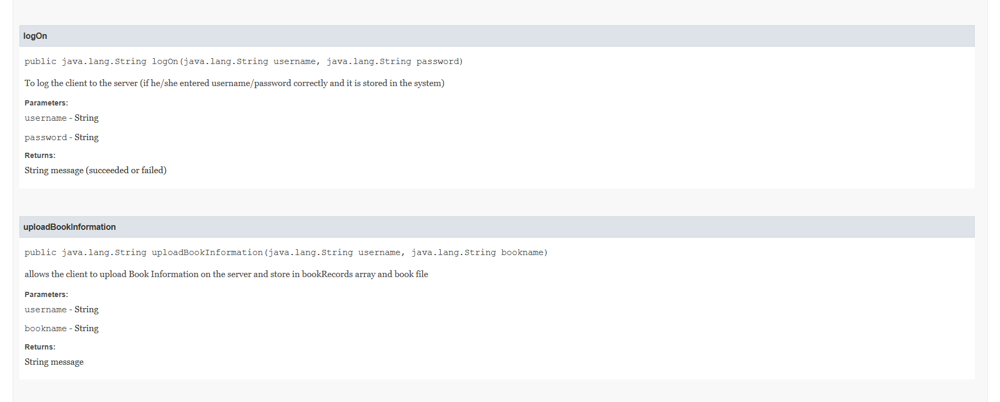 logOn
public java.lang.String logOn(java.lang.String username, java.lang.String password)
To log the client to the server (if he/she entered username/password correctly and it is stored in the system)
Parameters:
username - String
password - String
Returns:
String message (succeeded or failed)
uploadBookInformation
public java.lang.String uploadBookInformation(java.lang.String username, java.lang.String bookname)
allows the client to upload Book Information on the server and store in bookRecords array and book file
Parameters:
username - String
bookname - String
Returns:
String message